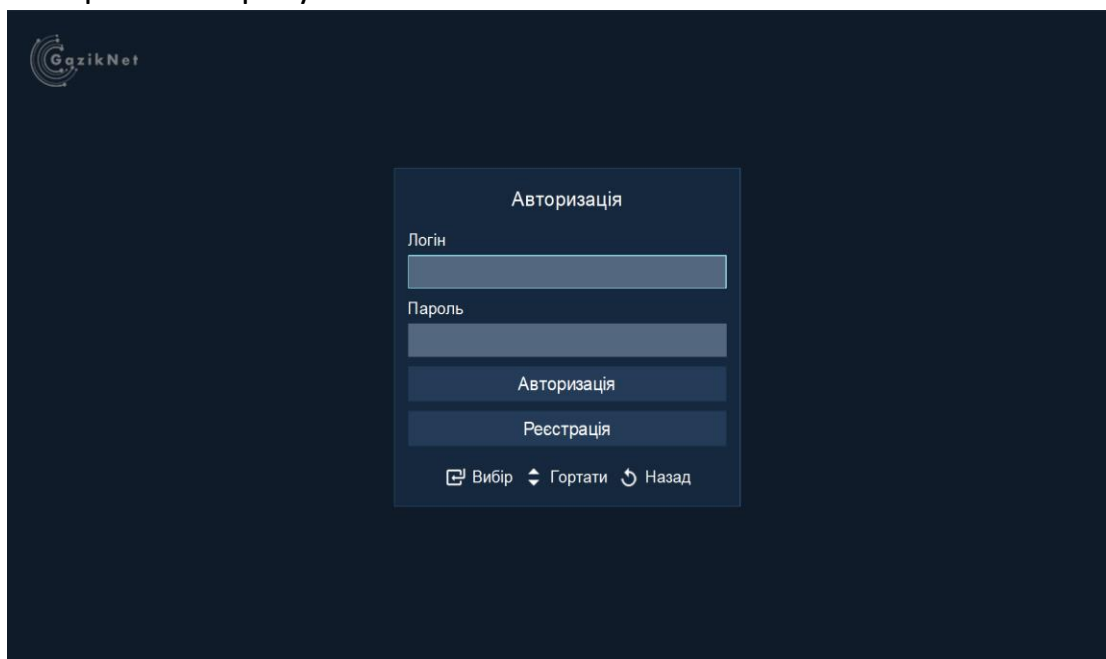 GazikNet
Авторизація
Логін
Пароль
Авторизація
Реєстрація
Вибір Гортати Назад